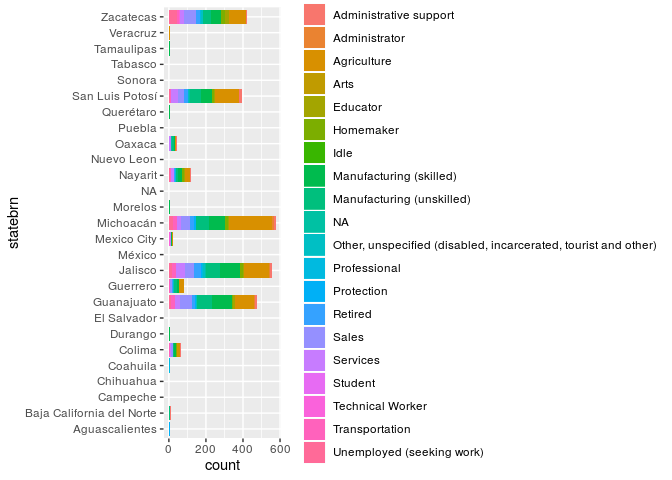 statebrn
Zacatecas
Veracruz
Tamaulipas
Tabasco
Sonora
San Luis Potosí
Querétaro
Puebla
Oaxaca
Nuevo Leon
Nayarit
NA
Morelos
Michoacán
Mexico City
México
Jalisco
Guerrero
Guanajuato
El Salvador
Durango
Colima
Coahuila
Chihuahua
Campeche
Baja California del Norte
Aguascalientes
0 200 400 600
count
Administrative support
Administrator
Agriculture
Arts
Educator
Homemaker
Idle
Manufacturing (skilled)
Manufacturing (unskilled)
NA
Other, unspecified (disabled, incarcerated, tourist and other)
Professional
Protection
Retired
Sales
Services
Student
Technical Worker
Transportation
Unemployed (seeking work)